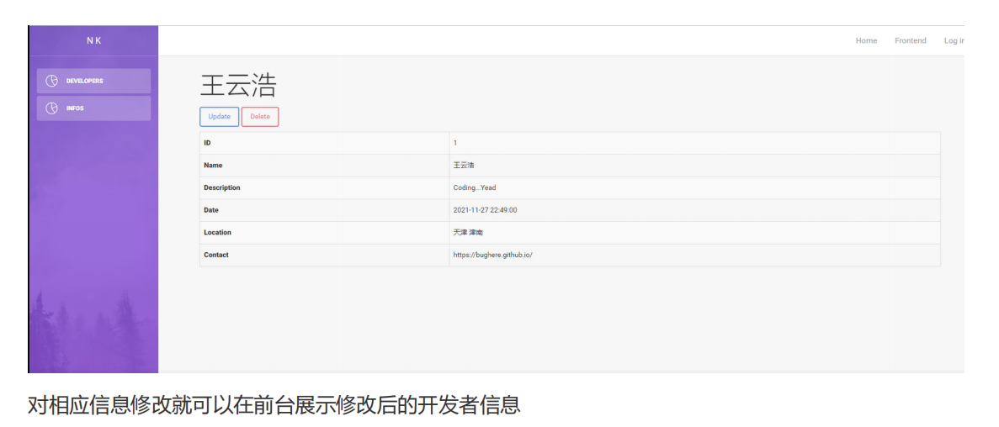 N K
Home Frontend Log in
DEVELOPERS
INFOS
王云浩
Update Delete
ID 1
Name 王云浩
Description Coding...Yead
Date 2021-11-27 22:49:00
Location 天津 津南
Contact https://bughere.github.io/
对相应信息修改就可以在前台展示修改后的开发者信息